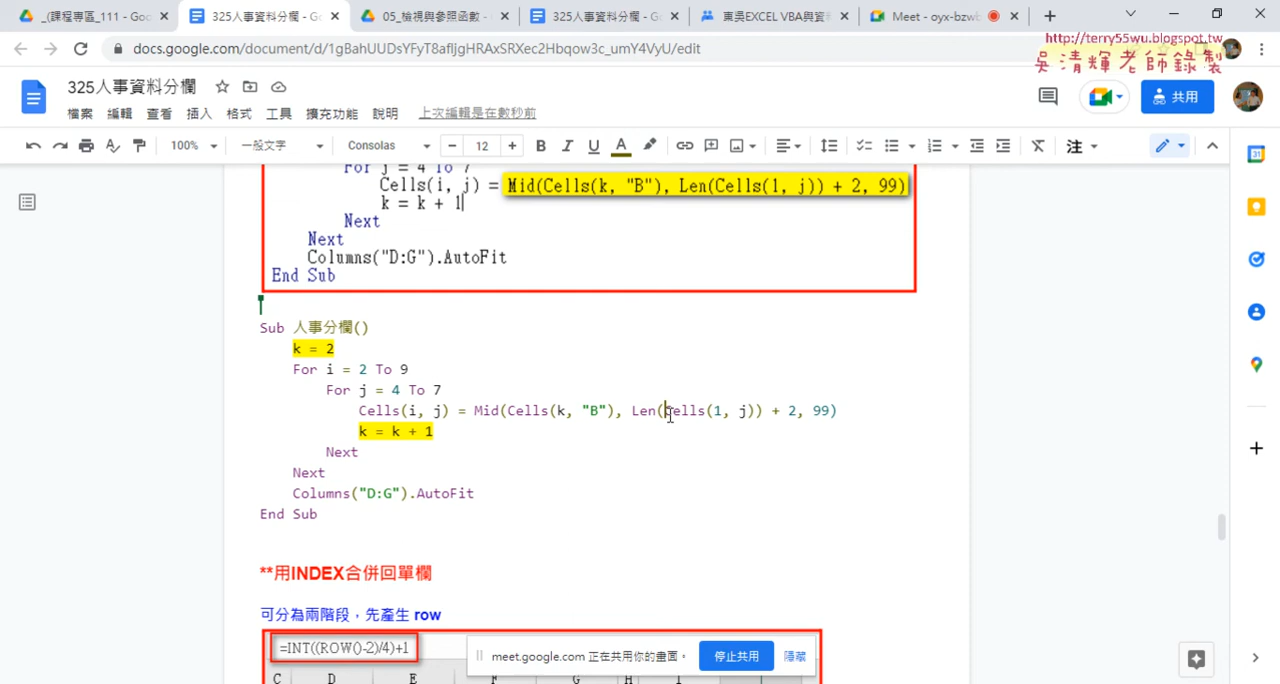 _(課程專區_111 - Goo
325人事資料分欄 - Go
05_檢視與參照函數 -
325人事資料分欄 - Go
東吳EXCEL VBA與資
Meet - oyx-bzwb
docs.google.com/document/d/1gBahUUDsYFyT8afljgHRAxSRXec2Hbqow3c_umY4VyU/edit
http://terry55wu.blogspot.tw
吳清輝老師錄製
325人事資料分欄
檔案 編輯 查看 插入 格式 工具 擴充功能 說明 上次編輯是在數秒前
共用
100% 一般文字 Consolas 12 B I U A 注
For j = 4 To 7
Cells(i, j) = Mid(Cells(k, "B"), Len(Cells(1, j)) + 2, 99)
k = k + 1
Next
Next
Columns("D:G").AutoFit
End Sub
Sub 人事分欄()
k = 2
For i = 2 To 9
For j = 4 To 7
Cells(i, j) = Mid(Cells(k, "B"), Len(Cells(1, j)) + 2, 99)
k = k + 1
Next
Next
Columns("D:G").AutoFit
End Sub
**用INDEX合併回單欄
可分為兩階段，先產生 row
=INT((ROW()-2)/4)+1
C D E F G H I
meet.google.com 正在共用你的畫面。 停止共用 隱藏
31